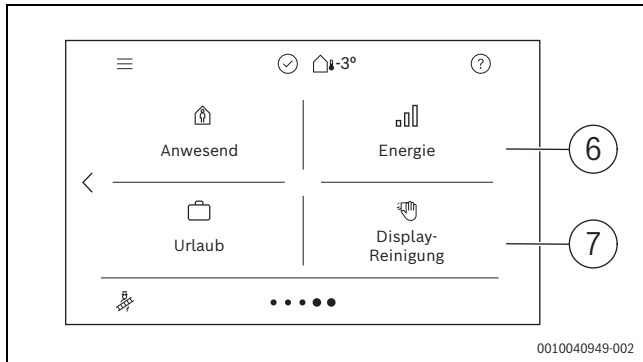 -3°
?
Anwesend
Energie
6
Urlaub
Display-
Reinigung
7
0010040949-002